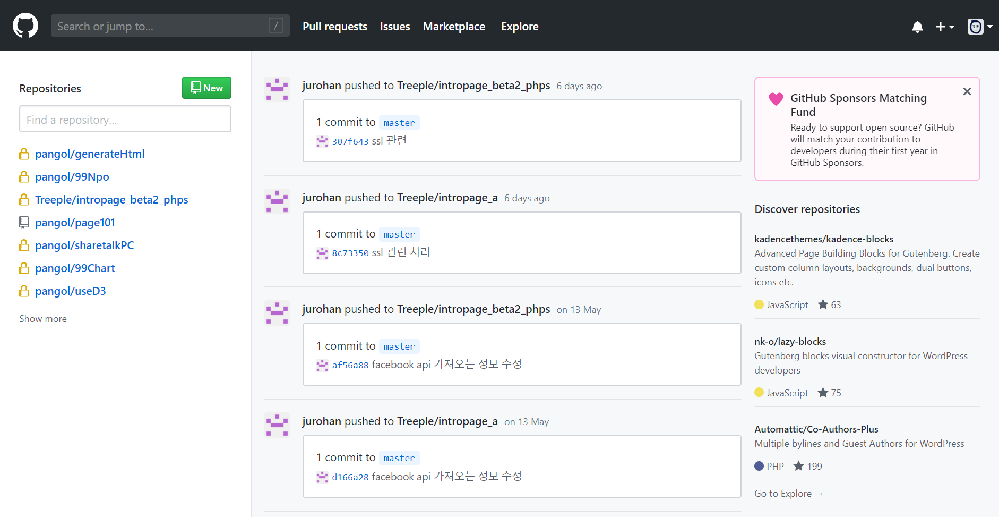 Search or jump to... /
Pull requests Issues Marketplace Explore
Repositories
New
Find a repository...
pangol/generateHtml
pangol/99Npo
Treeple/intropage_beta2_phps
pangol/page101
pangol/sharetalkPC
pangol/99Chart
pangol/useD3
Show more
jurohan pushed to Treeple/intropage_beta2_phps 6 days ago
1 commit to master
307f643 ssl 관련
jurohan pushed to Treeple/intropage_a 6 days ago
1 commit to master
8c73350 ssl 관련 처리
jurohan pushed to Treeple/intropage_beta2_phps on 13 May
1 commit to master
af56a88 facebook api 가져오는 정보 수정
jurohan pushed to Treeple/intropage_a on 13 May
1 commit to master
d166a28 facebook api 가져오는 정보 수정
GitHub Sponsors Matching
Fund
Ready to support open source? GitHub
will match your contribution to
developers during their first year in
GitHub Sponsors.
Discover repositories
kadencethemes/kadence-blocks
Advanced Page Building Blocks for Gutenberg. Create
custom column layouts, backgrounds, dual buttons,
icons etc.
JavaScript 63
nk-o/lazy-blocks
Gutenberg blocks visual constructor for WordPress
developers
JavaScript 75
Automattic/Co-Authors-Plus
Multiple bylines and Guest Authors for WordPress
PHP 199
Go to Explore →